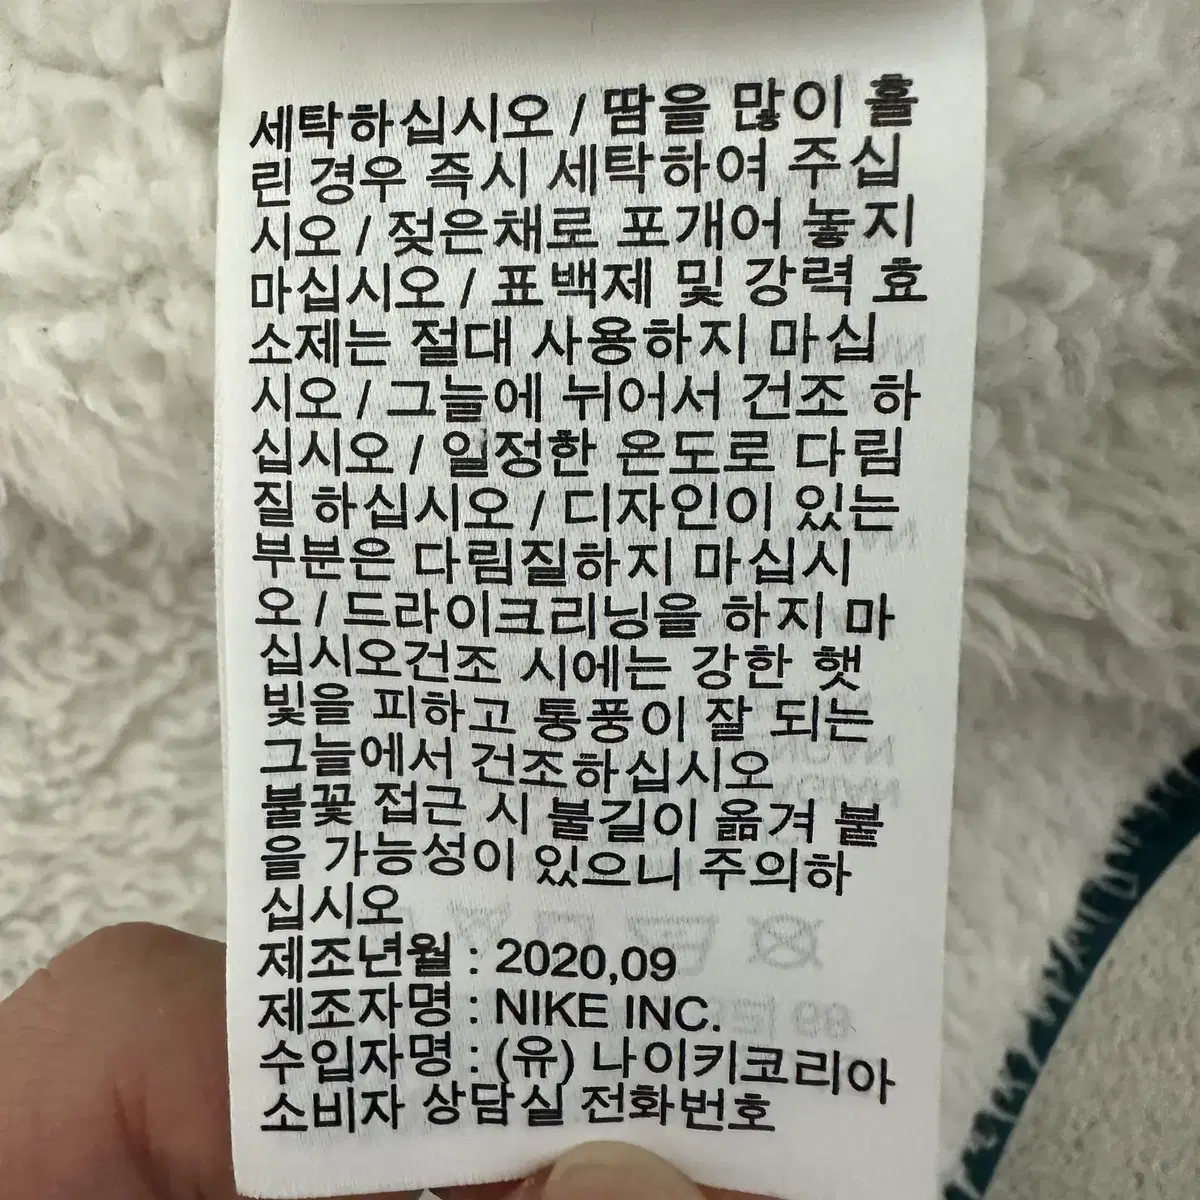 세탁하십시오 / 땀을 많이 흘
린 경우 즉시 세탁하여 주십
시오 / 젖은채로 포개어 놓지
마십시오 / 표백제 및 강력 효
소제는 절대 사용하지 마십
시오 / 그늘에 뉘어서 건조 하
십시오 / 일정한 온도로 다림
질 하십시오 / 디자인이 있는
부분은 다림질하지 마십시
오 / 드라이크리닝을 하지 마
십시오건조 시에는 강한 햇
빛을 피하고 통풍이 잘 되는
그늘에서 건조하십시오
불꽃 접근 시 불길이 옮겨 붙
을 가능성이 있으니 주의하
십시오
제조년월 : 2020,09
제조자명 : NIKE INC.
수입자명 : (유) 나이키코리아
소비자 상담실 전화번호